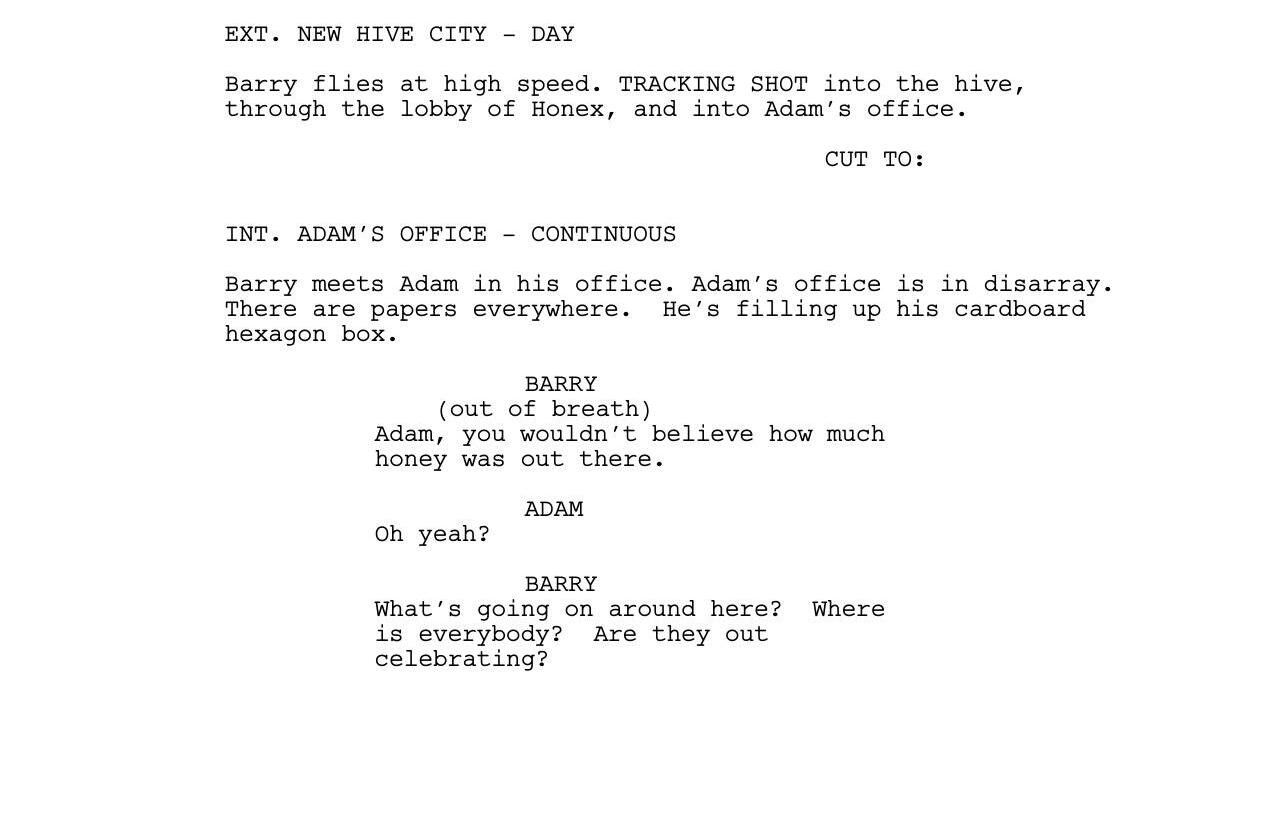 EXT. NEW HIVE CITY – DAY
Barry flies at high speed. TRACKING SHOT into the hive,
through the lobby of Honex, and into Adam’s office.
CUT TO:
INT. ADAM’S OFFICE – CONTINUOUS
Barry meets Adam in his office. Adam’s office is in disarray.
There are papers everywhere.  He’s filling up his cardboard
hexagon box.
BARRY
(out of breath)
Adam, you wouldn’t believe how much
honey was out there.
ADAM
Oh yeah?
BARRY
What’s going on around here?  Where
is everybody?  Are they out
celebrating?